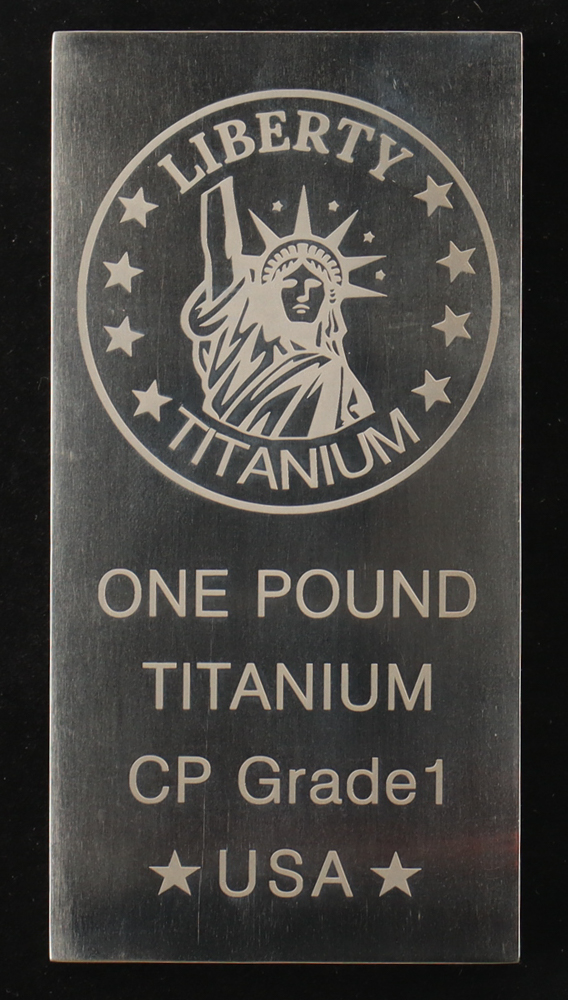 LIBERTY
TITANIUM
ONE POUND
TITANIUM
CP Grade1
USA